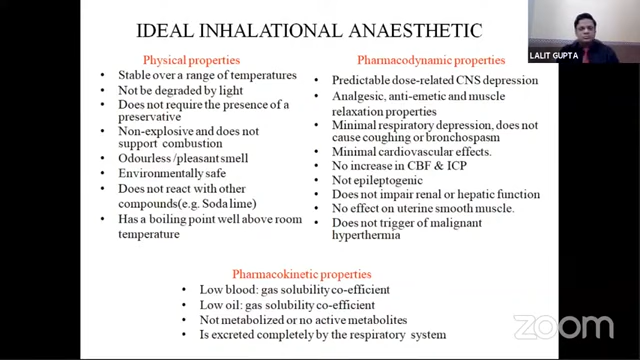 IDEAL INHALATIONAL ANAESTHETIC
Physical properties
• Stable over a range of temperatures
• Not be degraded by light
• Does not require the presence of a
preservative
• Non-explosive and does not
support combustion
• Odourless /pleasant smell
• Environmentally safe
• Does not react with other
compounds(e.g. Soda lime)
• Has a boiling point well above room
temperature
Pharmacodynamic properties
• Predictable dose-related CNS depression
• Analgesic, anti-emetic and muscle
relaxation properties
• Minimal respiratory depression, does not
cause coughing or bronchospasm
• Minimal cardiovascular effects.
• No increase in CBF & ICP
• Not epileptogenic
• Does not impair renal or hepatic function
• No effect on uterine smooth muscle.
• Does not trigger of malignant
hyperthermia
Pharmacokinetic properties
• Low blood: gas solubility co-efficient
• Low oil: gas solubility co-efficient
• Not metabolized or no active metabolites
• Is excreted completely by the respiratory system
LALIT GUPTA
zoom